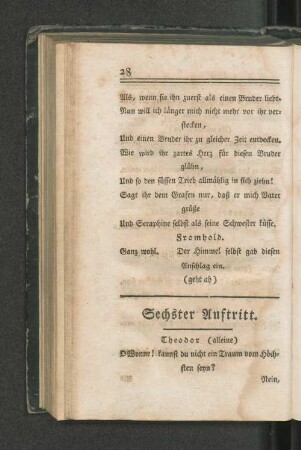 28
Als, wenn sie ihn zuerst als einen Bruder liebt.
Nun will ich länger mich nicht mehr vor ihr ver-
stecken,
Und einen Bruder ihr zu gleicher Zeit entdecken.
Wie wird ihr zartes Herz für diesen Bruder
glühn,
Und so den süssen Trieb allmählig in sich ziehn!
Sagt ihr dem Grafen nur, daß er mich Vater
grüße
Und Seraphine selbst als seine Schwester küsse,
Fromhold.
Ganz wohl. Der Himmel selbst gab diesen
Anschlag ein.
(geht ab)
Sechster Auftritt.
Theodor (alleine)
O Wonne! kannst du nicht ein Traum vom Höch-
sten seyn?
Nein,